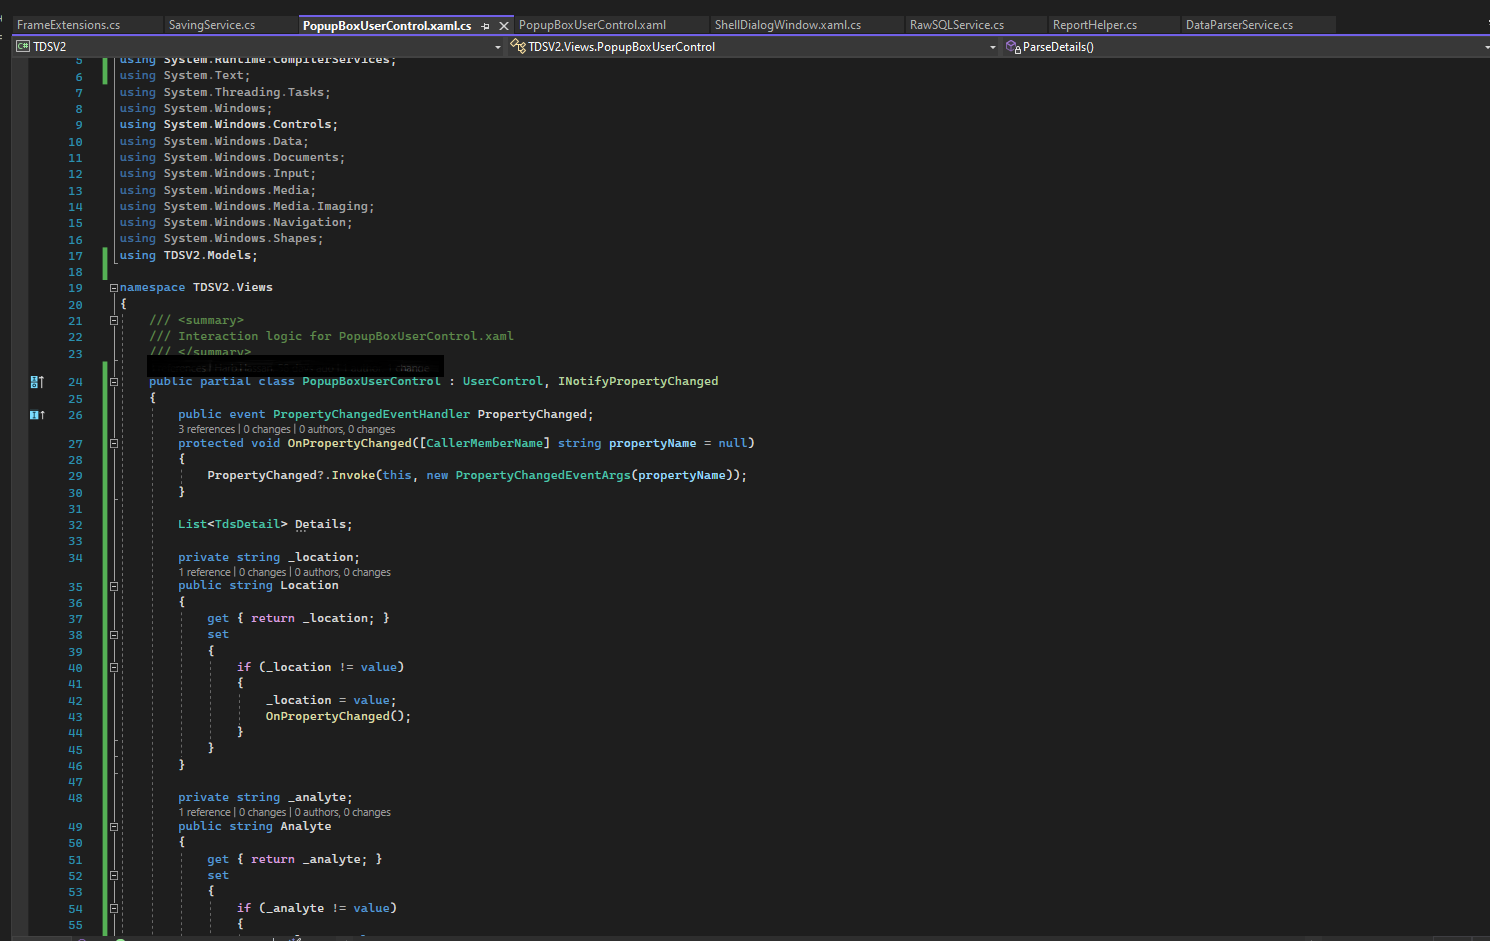 FrameExtensions.cs SavingService.cs PopupBoxUserControl.xaml.cs PopupBoxUserControl.xaml ShellDialogWindow.xaml.cs RawSQLService.cs ReportHelper.cs DataParserService.cs
C# TDSV2 TDSV2.Views.PopupBoxUserControl ParseDetails()
5 using System.Runtime.CompilerServices;
6 using System.Text;
7 using System.Threading.Tasks;
8 using System.Windows;
9 using System.Windows.Controls;
10 using System.Windows.Data;
11 using System.Windows.Documents;
12 using System.Windows.Input;
13 using System.Windows.Media;
14 using System.Windows.Media.Imaging;
15 using System.Windows.Navigation;
16 using System.Windows.Shapes;
17 using TDSV2.Models;
18
19 namespace TDSV2.Views
20 {
21 /// <summary>
22 /// Interaction logic for PopupBoxUserControl.xaml
23 /// </summary>
24 public partial class PopupBoxUserControl : UserControl, INotifyPropertyChanged
25 {
26 public event PropertyChangedEventHandler PropertyChanged;
3 references | 0 changes | 0 authors, 0 changes
27 protected void OnPropertyChanged([CallerMemberName] string propertyName = null)
28 {
29 PropertyChanged?.Invoke(this, new PropertyChangedEventArgs(propertyName));
30 }
31
32 List<TdsDetail> Details;
33
34 private string _location;
1 reference | 0 changes | 0 authors, 0 changes
35 public string Location
36 {
37 get { return _location; }
38 set
39 {
40 if (_location != value)
41 {
42 _location = value;
43 OnPropertyChanged();
44 }
45 }
46 }
47
48 private string _analyte;
1 reference | 0 changes | 0 authors, 0 changes
49 public string Analyte
50 {
51 get { return _analyte; }
52 set
53 {
54 if (_analyte != value)
55 {